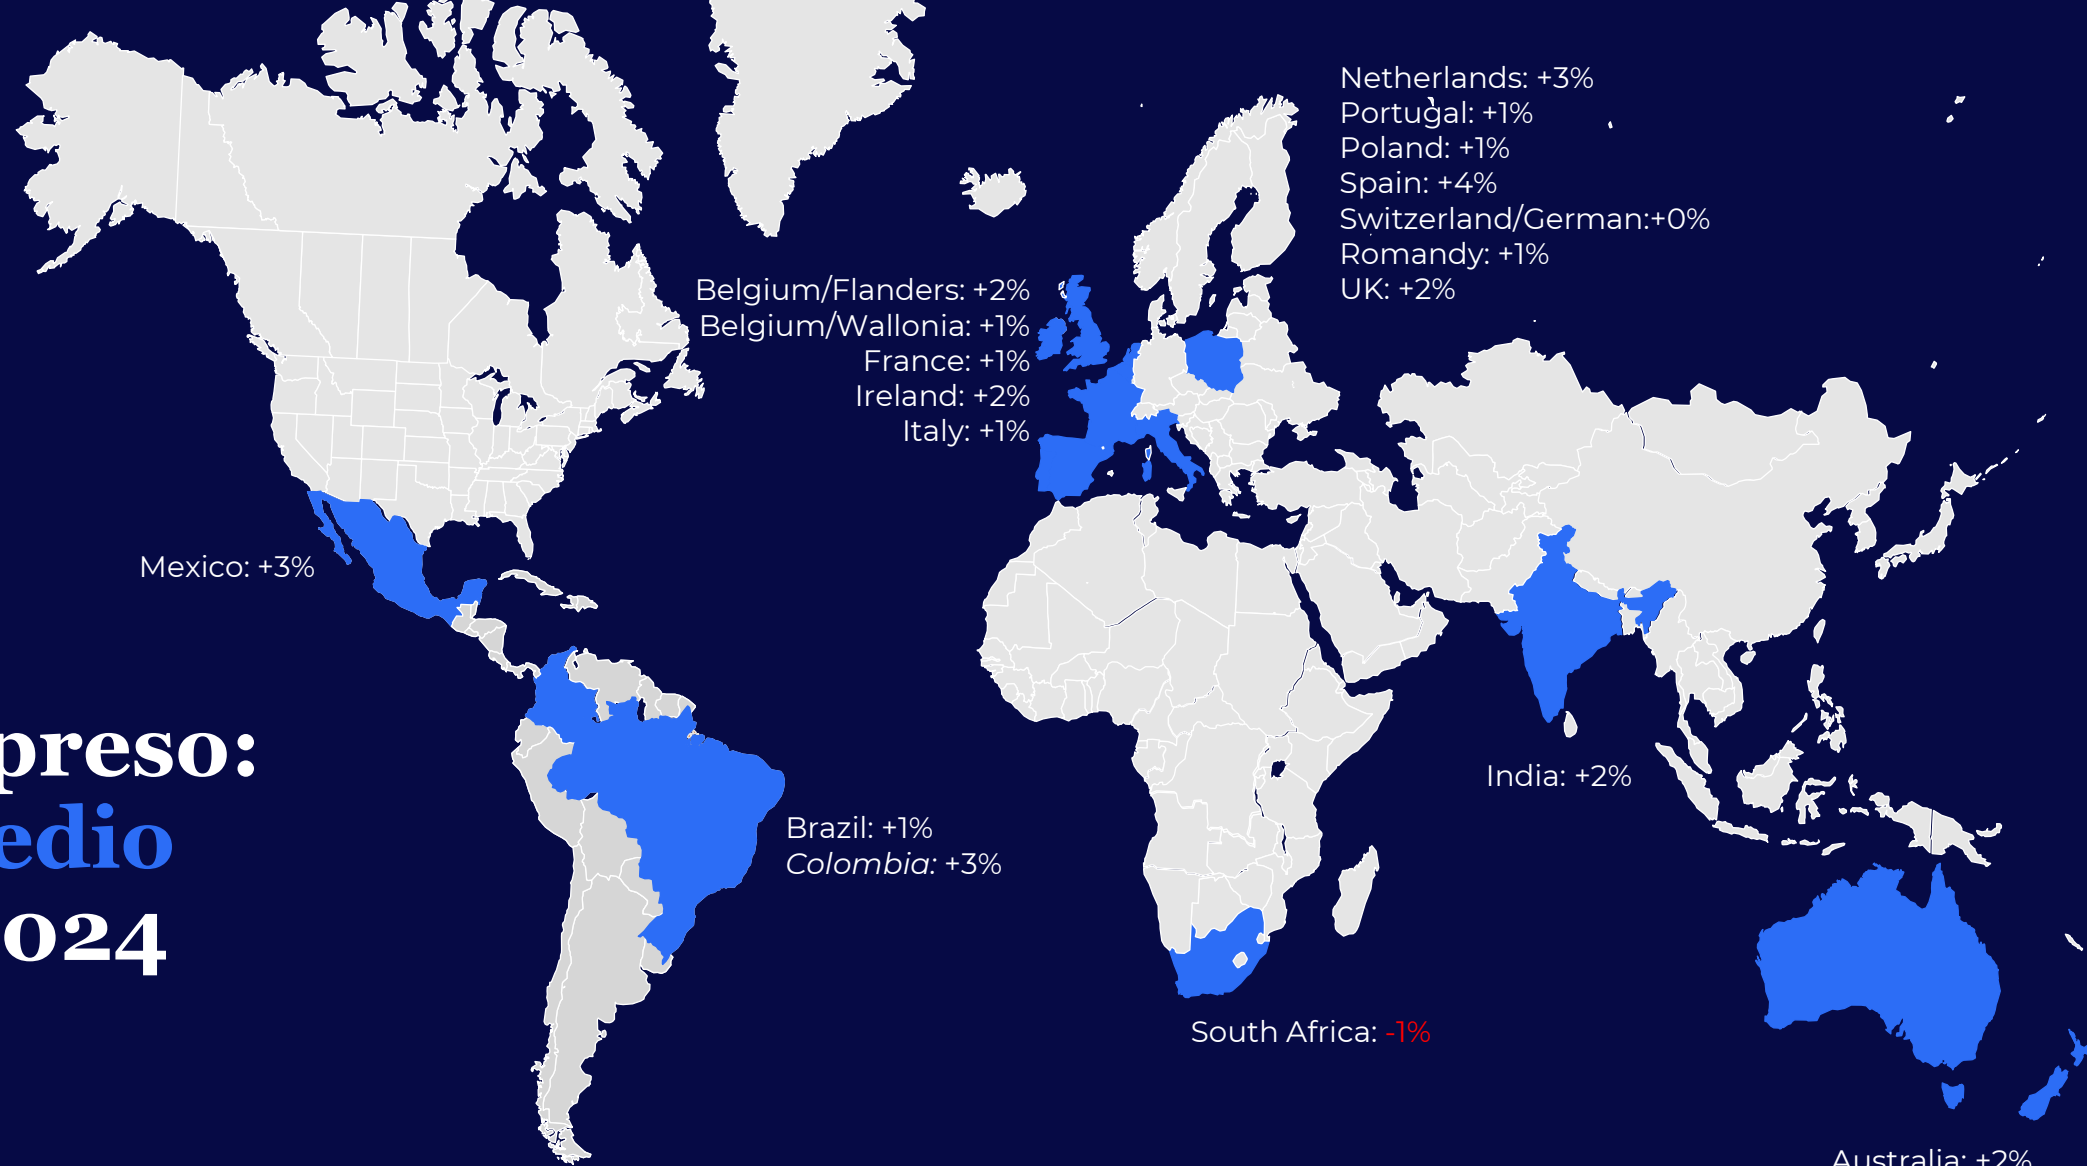 Netherlands: +3%
Portugal: +1%
Poland: +1%
Spain: +4%
Switzerland/German:+0%
Romandy: +1%
UK: +2%
Belgium/Flanders: +2%
Belgium/Wallonia: +1%
France: +1%
Ireland: +2%
Italy: +1%
Mexico: +3%
preso:
edio
024
India: +2%
Brazil: +1%
Colombia: +3%
South Africa: -1%
Australia: +2%